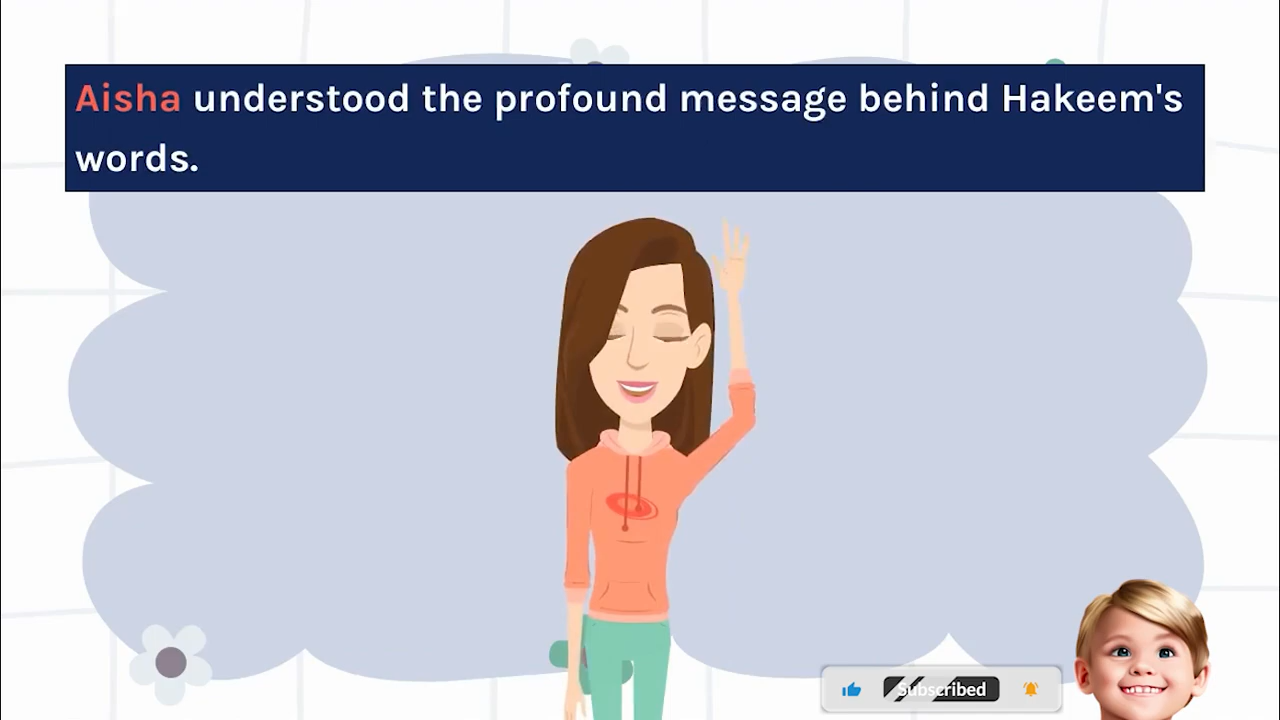 Aisha understood the profound message behind Hakeem's
words.
Subscribed